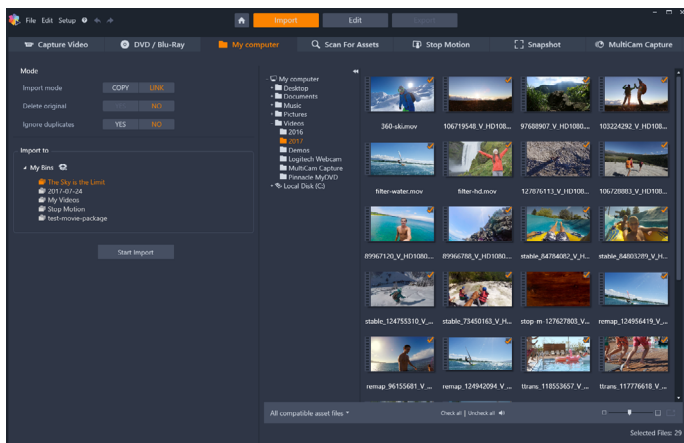 File Edit Setup
Import
Edit
Export
Capture Video
DVD / Blu-Ray
My computer
Scan For Assets
Stop Motion
Snapshot
MultiCam Capture
Mode
Import mode COPY LINK
Delete original YES NO
Ignore duplicates YES NO
Import to
My Bins
The Sky is the Limit
2017-07-24
My Videos
Stop Motion
test-movie-package
Start Import
My computer
Desktop
Documents
Music
Pictures
Videos
2016
2017
Demos
Logitech Webcam
MultiCam Capture
Pinnacle MyDVD
Local Disk (C:)
360-ski.mov
106719548_V_HD108...
97688907_V_HD1080...
103224292_V_HD108...
filter-water.mov
filter-hd.mov
127876113_V_HD108...
106728883_V_HD108...
89967120_V_HD1080...
89966788_V_HD1080...
stable_84784082_V_H...
stable_84803289_V_H...
stable_124755310_V_...
stable_73450163_V_H...
stop-m-127627803_V...
remap_124956419_V...
remap_96155681_V_...
remap_124942094_V...
ttrans_118553657_V_...
ttrans_117776618_V...
All compatible asset files
Check all | Uncheck all
Selected Files: 29